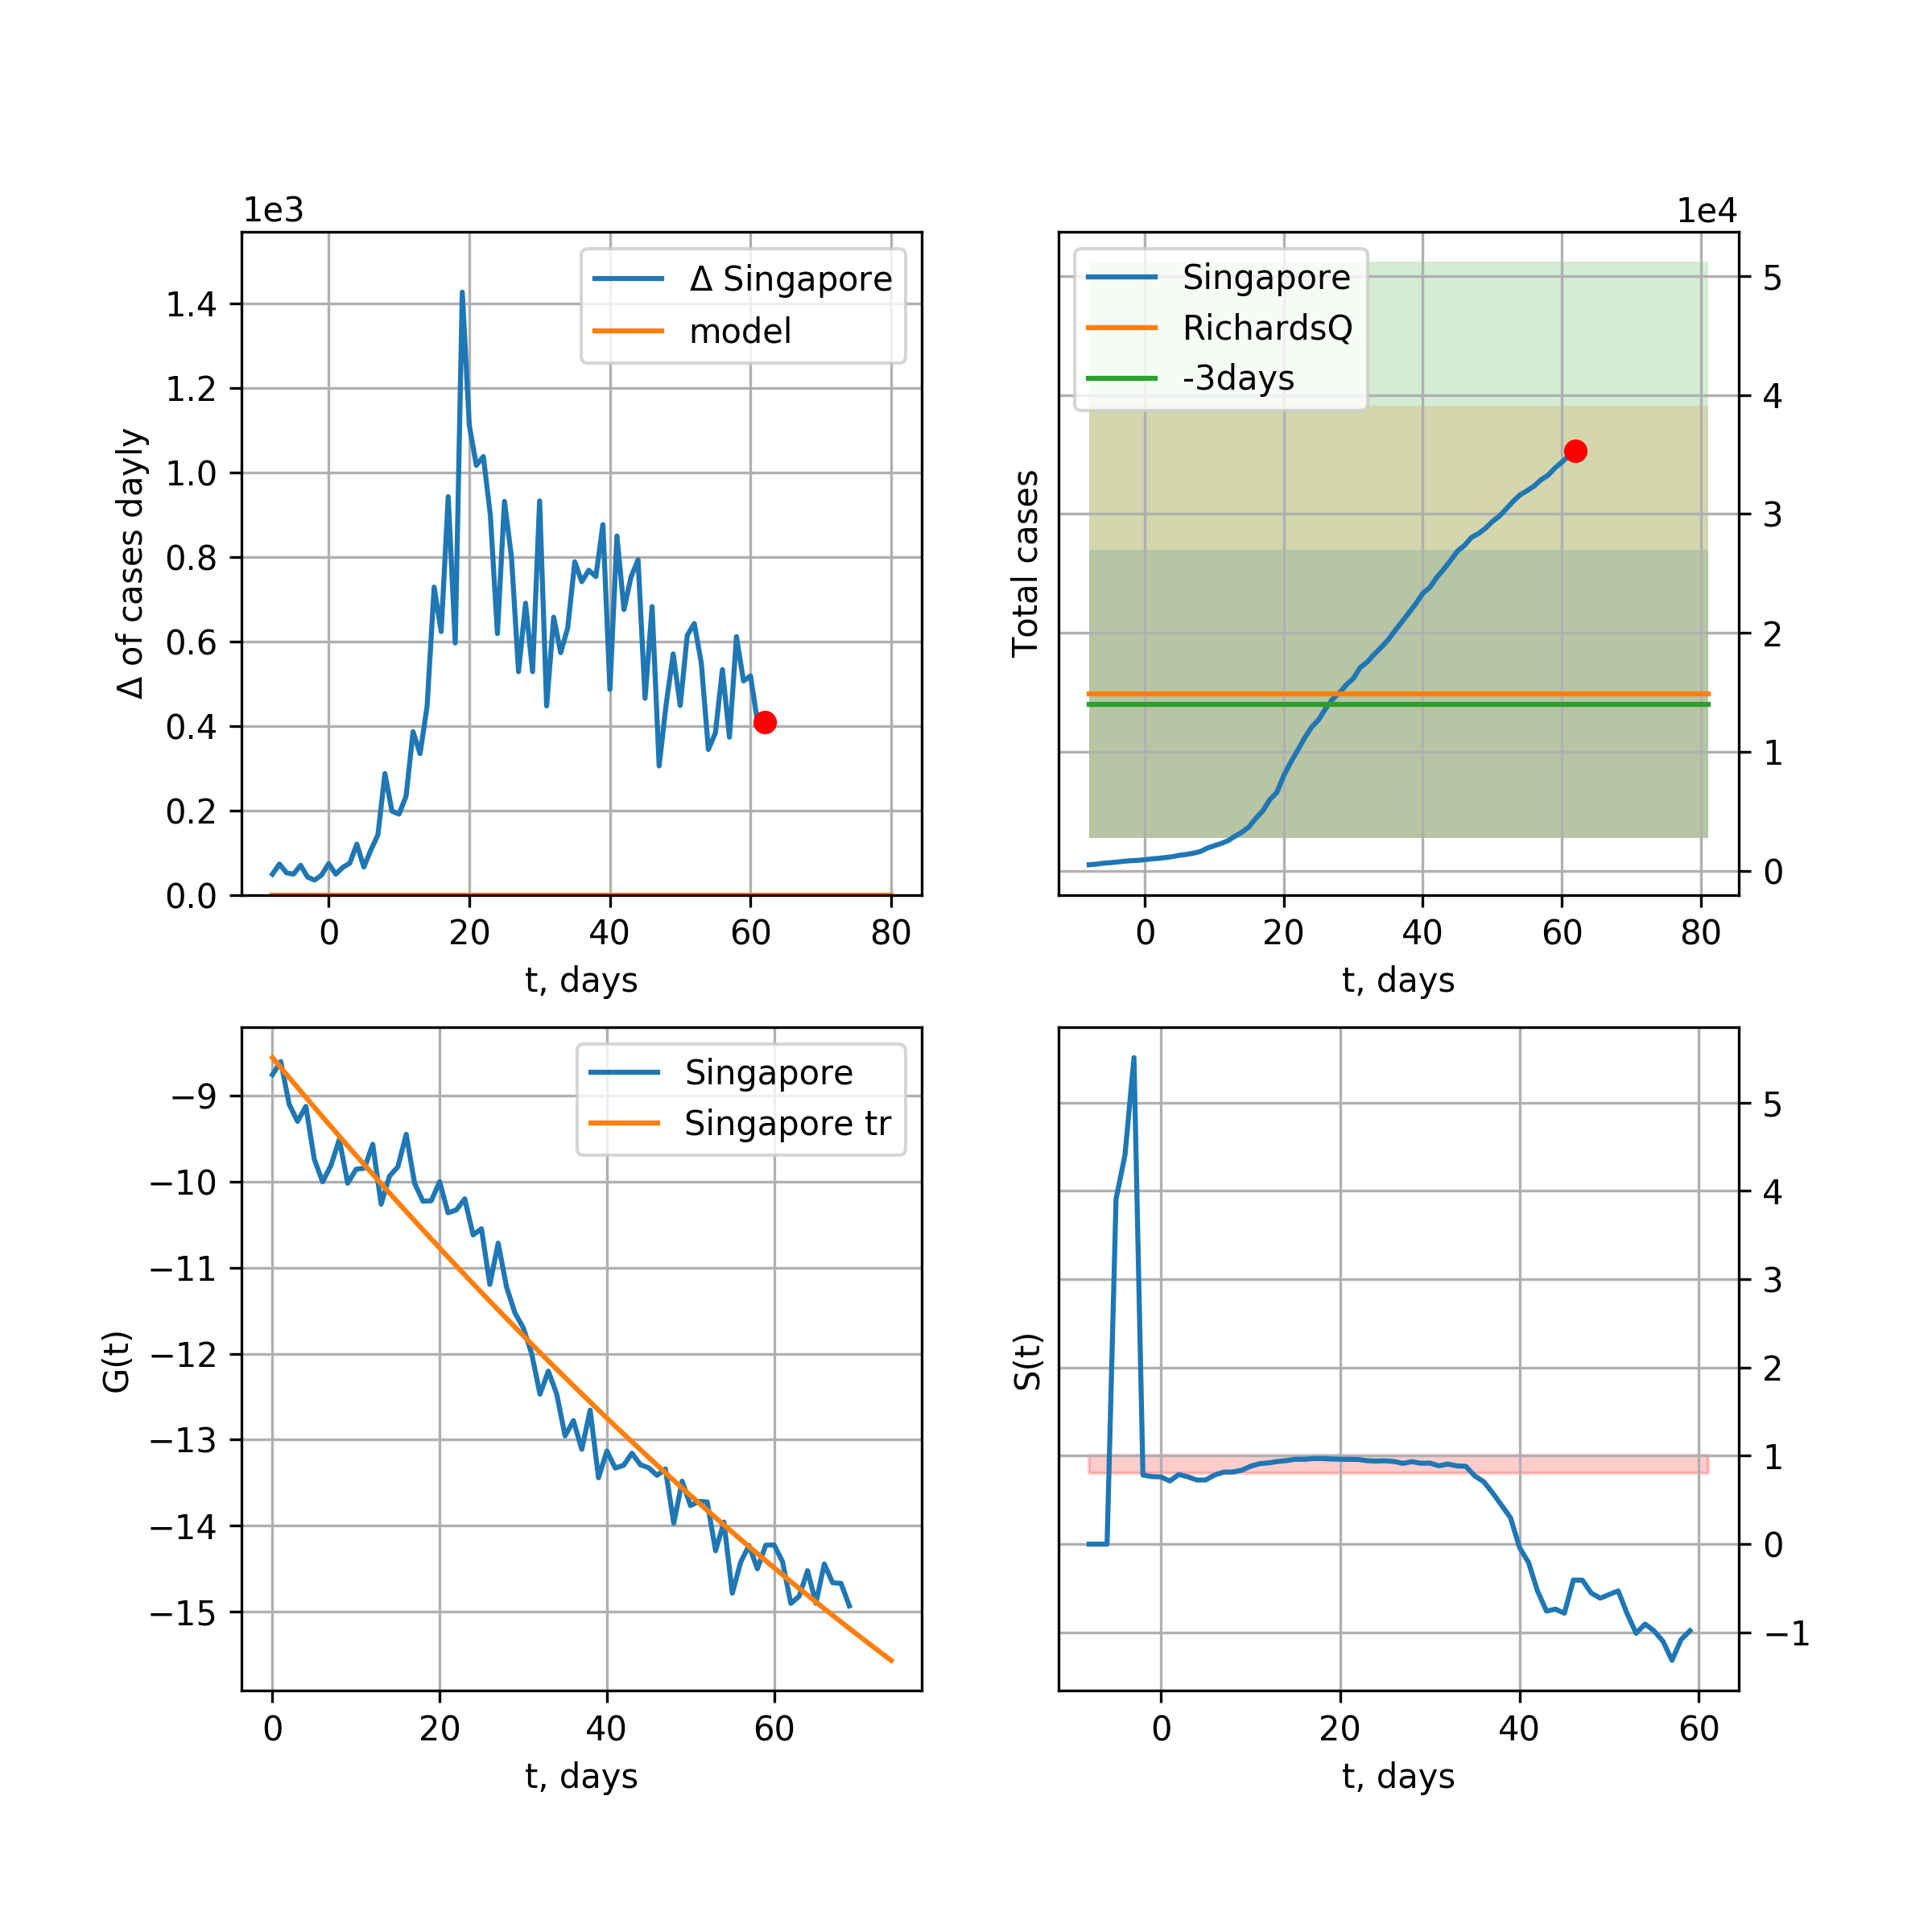 1e3
Δ of cases dayly
1.4
1.2
1.0
0.8
0.6
0.4
0.2
0.0
0 20 40 60 80
t, days
Δ Singapore
model
1e4
Total cases
5
4
3
2
1
0
0 20 40 60 80
t, days
Singapore
RichardsQ
-3days
G(t)
−9
−10
−11
−12
−13
−14
−15
0 20 40 60
t, days
Singapore
Singapore tr
S(t)
5
4
3
2
1
0
−1
0 20 40 60
t, days